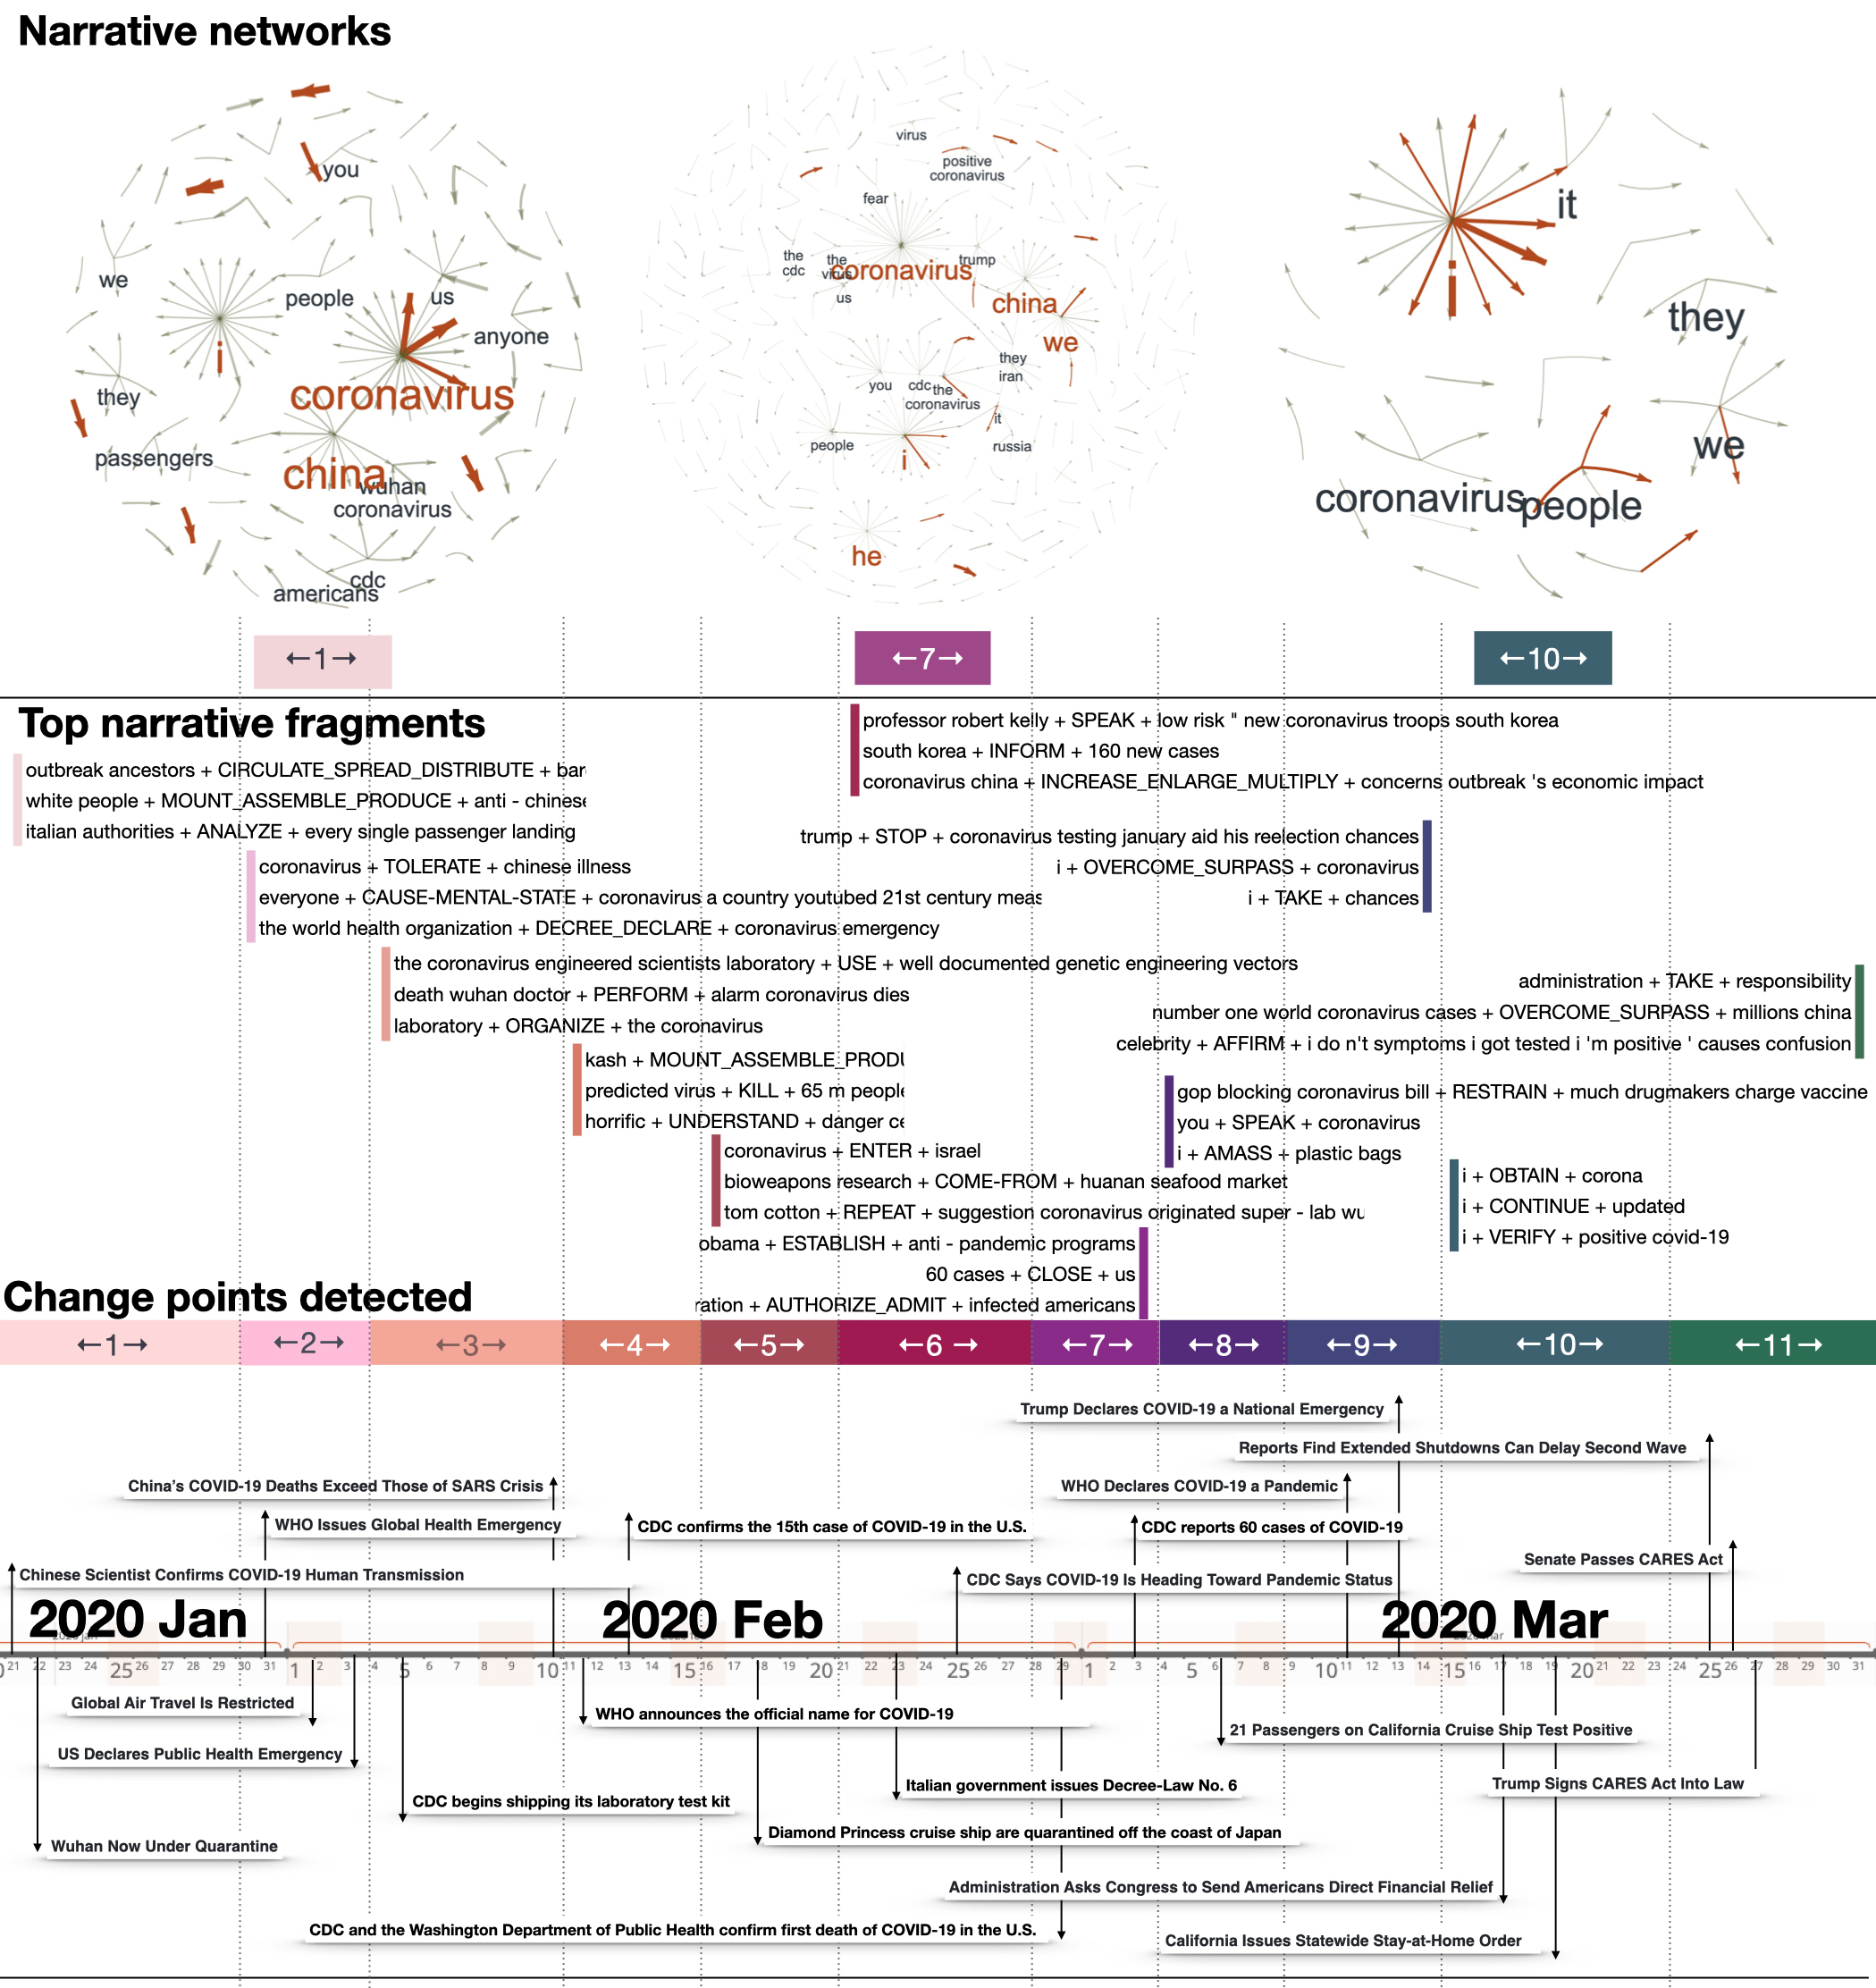 Narrative networks
you
we
i
people
us
anyone
coronavirus
they
passengers
china
wuhan
coronavirus
cdc
americans
virus
positive
coronavirus
fear
the
cdc
the
virus
coronavirus
trump
us
china
we
they
iran
you
cdc
the
coronavirus
it
people
i
russia
he
it
i
they
we
coronavirus
people
←1→
←7→
←10→
Top narrative fragments
outbreak ancestors + CIRCULATE_SPREAD_DISTRIBUTE + bar
white people + MOUNT_ASSEMBLE_PRODUCE + anti - chinese
italian authorities + ANALYZE + every single passenger landing
coronavirus + TOLERATE + chinese illness
everyone + CAUSE-MENTAL-STATE + coronavirus a country youtubed 21st century meas
the world health organization + DECREE_DECLARE + coronavirus emergency
the coronavirus engineered scientists laboratory + USE + well documented genetic engineering vectors
death wuhan doctor + PERFORM + alarm coronavirus dies
laboratory + ORGANIZE + the coronavirus
kash + MOUNT_ASSEMBLE_PRODU
predicted virus + KILL + 65 m people
horrific + UNDERSTAND + danger ce
coronavirus + ENTER + israel
bioweapons research + COME-FROM + huanan seafood market
tom cotton + REPEAT + suggestion coronavirus originated super - lab wu
professor robert kelly + SPEAK + low risk " new coronavirus troops south korea
south korea + INFORM + 160 new cases
coronavirus china + INCREASE_ENLARGE_MULTIPLY + concerns outbreak 's economic impact
obama + ESTABLISH + anti - pandemic programs
60 cases + CLOSE + us
ration + AUTHORIZE_ADMIT + infected americans
gop blocking coronavirus bill + RESTRAIN + much drugmakers charge vaccine
you + SPEAK + coronavirus
i + AMASS + plastic bags
trump + STOP + coronavirus testing january aid his reelection chances
i + OVERCOME_SURPASS + coronavirus
i + TAKE + chances
i + OBTAIN + corona
i + CONTINUE + updated
i + VERIFY + positive covid-19
administration + TAKE + responsibility
number one world coronavirus cases + OVERCOME_SURPASS + millions china
celebrity + AFFIRM + i do n't symptoms i got tested i 'm positive ' causes confusion
Change points detected
←1→ ←2→ ←3→ ←4→ ←5→ ←6 → ←7→ ←8→ ←9→ ←10→ ←11→
Trump Declares COVID-19 a National Emergency
Reports Find Extended Shutdowns Can Delay Second Wave
China's COVID-19 Deaths Exceed Those of SARS Crisis
WHO Declares COVID-19 a Pandemic
WHO Issues Global Health Emergency
CDC confirms the 15th case of COVID-19 in the U.S.
CDC reports 60 cases of COVID-19
Senate Passes CARES Act
Chinese Scientist Confirms COVID-19 Human Transmission
CDC Says COVID-19 Is Heading Toward Pandemic Status
2020 Jan 2020 Feb 2020 Mar
21 22 23 24 25 26 27 28 29 30 31 1 2 3 4 5 6 7 8 9 10 11 12 13 14 15 16 17 18 19 20 21 22 23 24 25 26 27 28 29 1 2 3 4 5 6 7 8 9 10 11 12 13 14 15 16 17 18 19 20 21 22 23 24 25 26 27 28 29 30 31
Global Air Travel Is Restricted
WHO announces the official name for COVID-19
21 Passengers on California Cruise Ship Test Positive
US Declares Public Health Emergency
Italian government issues Decree-Law No. 6
Trump Signs CARES Act Into Law
CDC begins shipping its laboratory test kit
Diamond Princess cruise ship are quarantined off the coast of Japan
Wuhan Now Under Quarantine
Administration Asks Congress to Send Americans Direct Financial Relief
CDC and the Washington Department of Public Health confirm first death of COVID-19 in the U.S.
California Issues Statewide Stay-at-Home Order